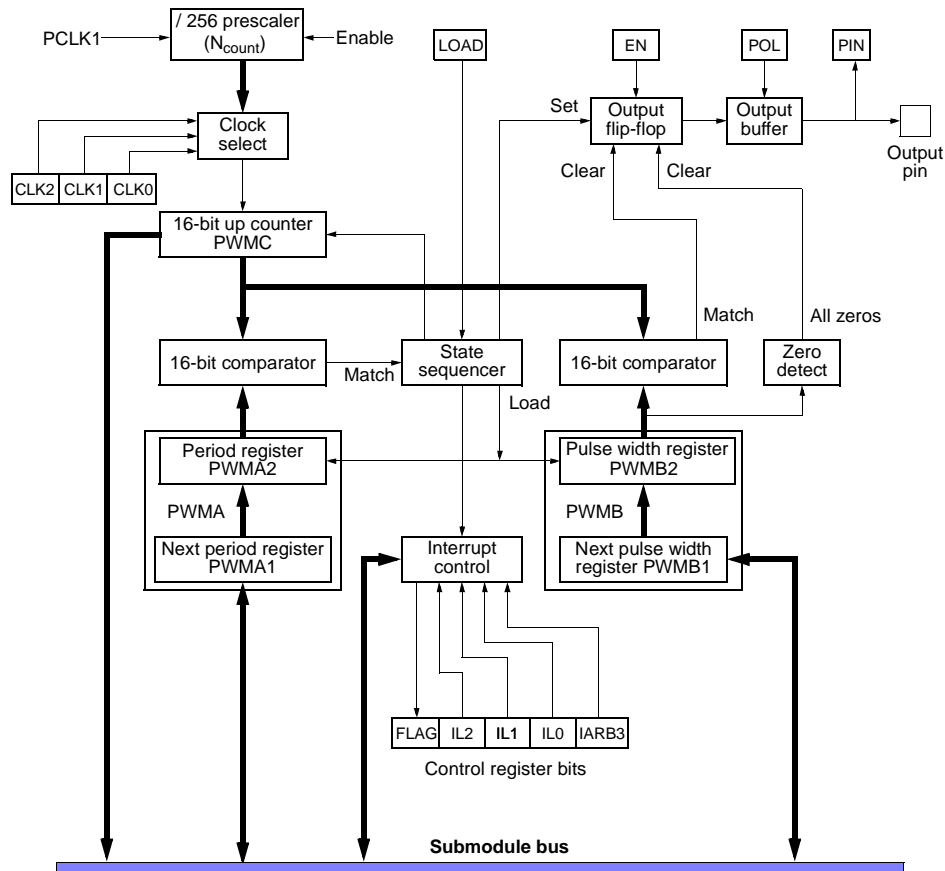 / 256 prescaler
(Ncount)
PCLK1
Enable
LOAD
EN
POL
PIN
Clock
select
Set
Output
flip-flop
Output
buffer
Output
pin
Clear
Clear
CLK2 CLK1 CLK0
16-bit up counter
PWMC
Match
All zeros
16-bit comparator
Match
State
sequencer
16-bit comparator
Zero
detect
Load
Period register
PWMA2
Pulse width register
PWMB2
PWMA
PWMB
Next period register
PWMA1
Interrupt
control
Next pulse width
register PWMB1
FLAG IL2 IL1 IL0 IARB3
Control register bits
Submodule bus